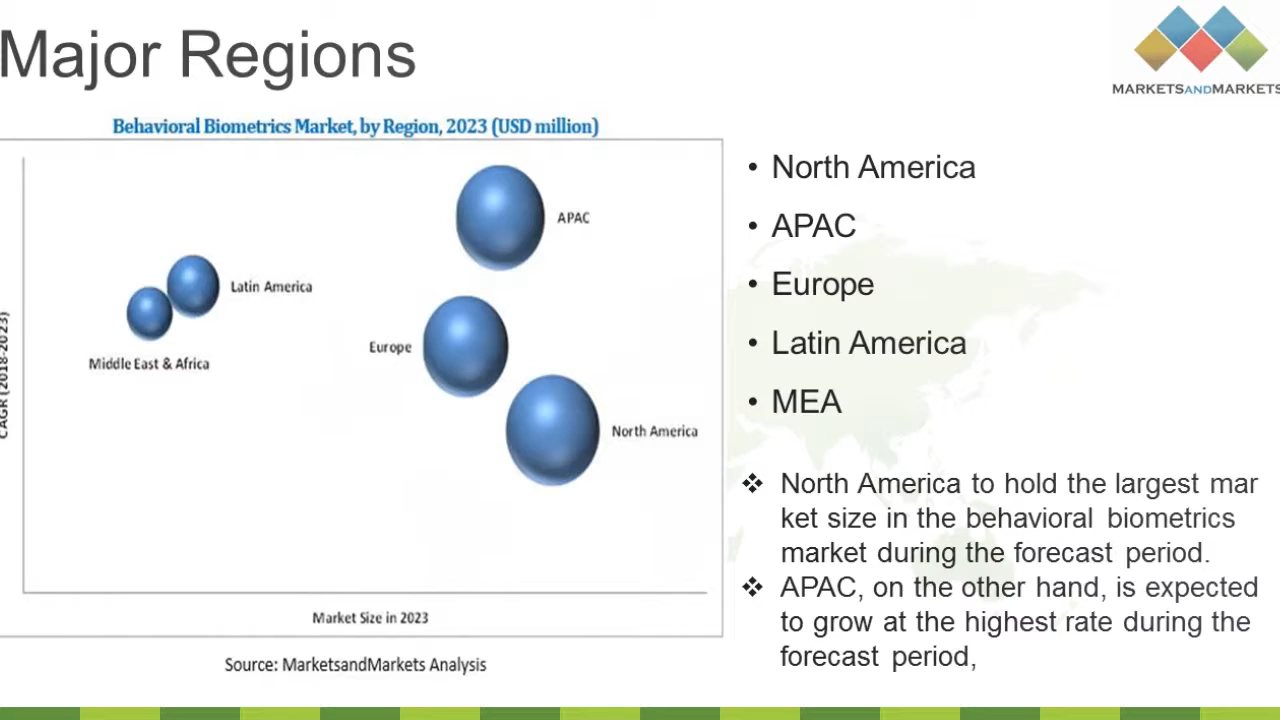 Major Regions
MARKETSANDMARKETS
Behavioral Biometrics Market, by Region, 2023 (USD million)
CAGR (2018-2023)
APAC
Latin America
Middle East & Africa
Europe
North America
Market Size in 2023
Source: MarketsandMarkets Analysis
• North America
• APAC
• Europe
• Latin America
• MEA
❖ North America to hold the largest mar
ket size in the behavioral biometrics
market during the forecast period.
❖ APAC, on the other hand, is expected
to grow at the highest rate during the
forecast period,